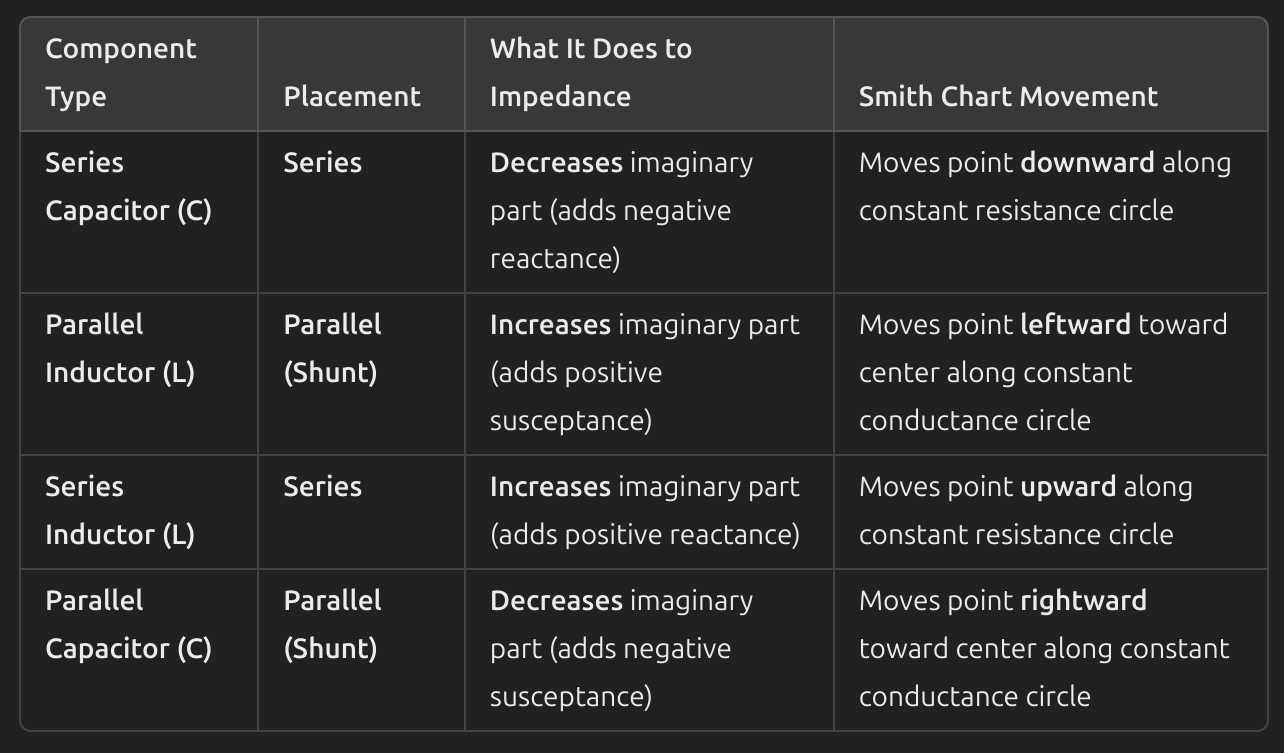 Component
Type
Placement
What It Does to
Impedance
Smith Chart Movement
Series
Capacitor (C)
Series
Decreases imaginary
part (adds negative
reactance)
Moves point downward along
constant resistance circle
Parallel
Inductor (L)
Parallel
(Shunt)
Increases imaginary part
(adds positive
susceptance)
Moves point leftward toward
center along constant
conductance circle
Series
Inductor (L)
Series
Increases imaginary part
(adds positive reactance)
Moves point upward along
constant resistance circle
Parallel
Capacitor (C)
Parallel
(Shunt)
Decreases imaginary
part (adds negative
susceptance)
Moves point rightward
toward center along constant
conductance circle